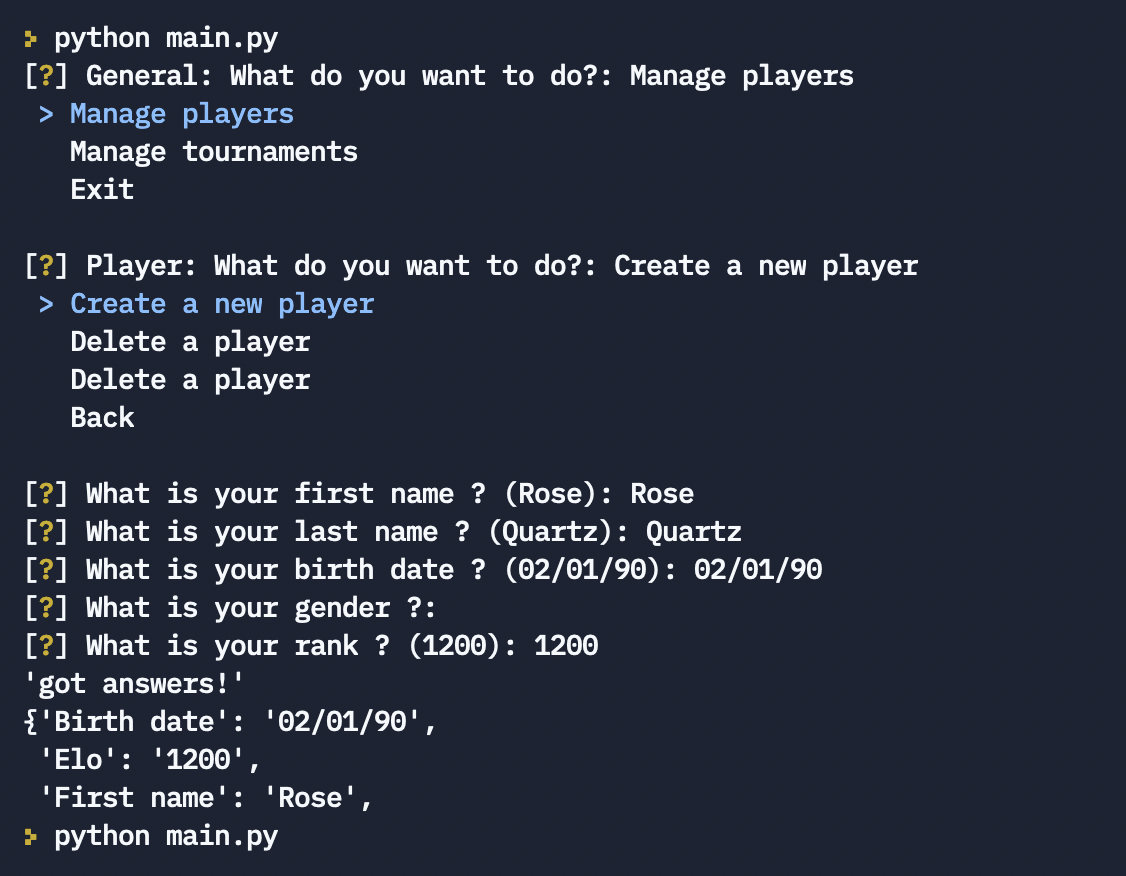 python main.py
[?] General: What do you want to do?: Manage players
 > Manage players
   Manage tournaments
   Exit
[?] Player: What do you want to do?: Create a new player
 > Create a new player
   Delete a player
   Delete a player
   Back
[?] What is your first name ? (Rose): Rose
[?] What is your last name ? (Quartz): Quartz
[?] What is your birth date ? (02/01/90): 02/01/90
[?] What is your gender ?:
[?] What is your rank ? (1200): 1200
'got answers!'
{'Birth date': '02/01/90',
 'Elo': '1200',
 'First name': 'Rose',
python main.py